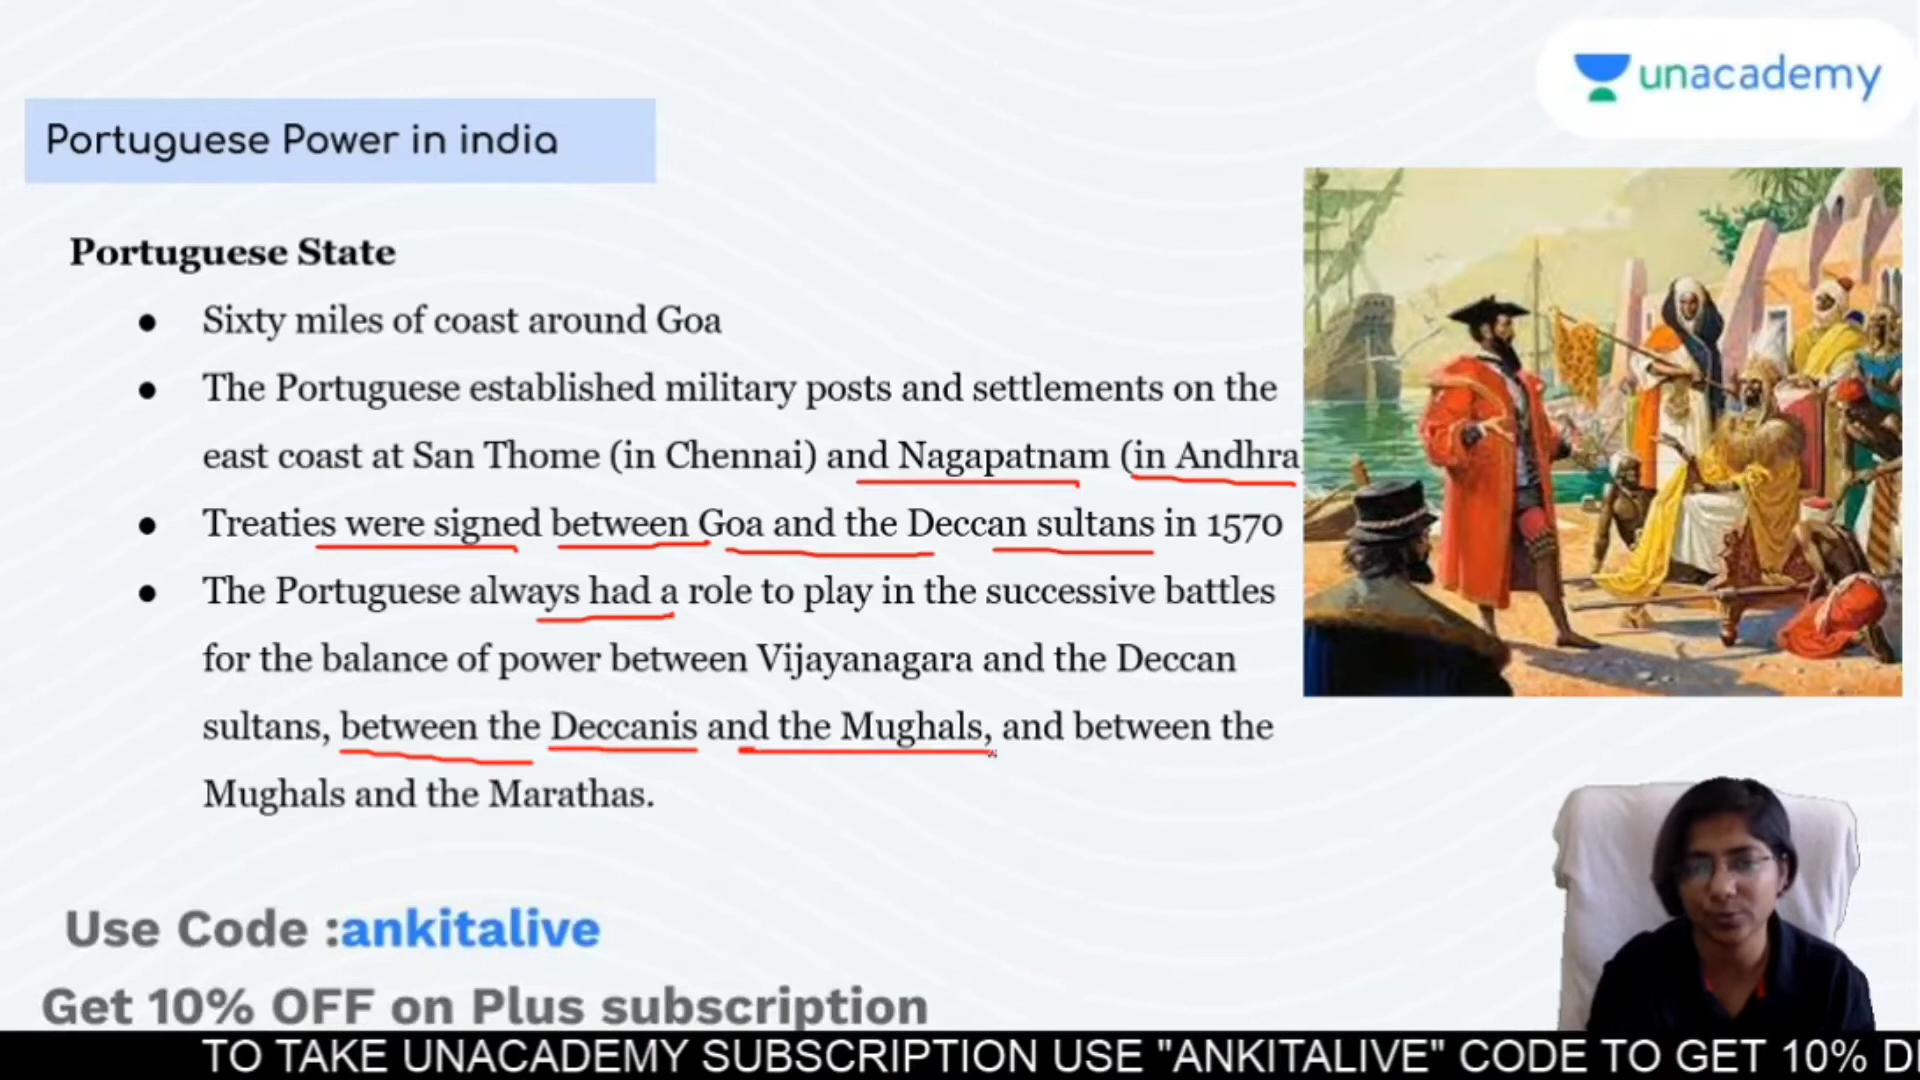 unacademy
Portuguese Power in india
Portuguese State
● Sixty miles of coast around Goa
● The Portuguese established military posts and settlements on the
east coast at San Thome (in Chennai) and Nagapatnam (in Andhra)
● Treaties were signed between Goa and the Deccan sultans in 1570
● The Portuguese always had a role to play in the successive battles
for the balance of power between Vijayanagara and the Deccan
sultans, between the Deccanis and the Mughals, and between the
Mughals and the Marathas.
Use Code :ankitalive
Get 10% OFF on Plus subscription
TO TAKE UNACADEMY SUBSCRIPTION USE "ANKITALIVE" CODE TO GET 10%